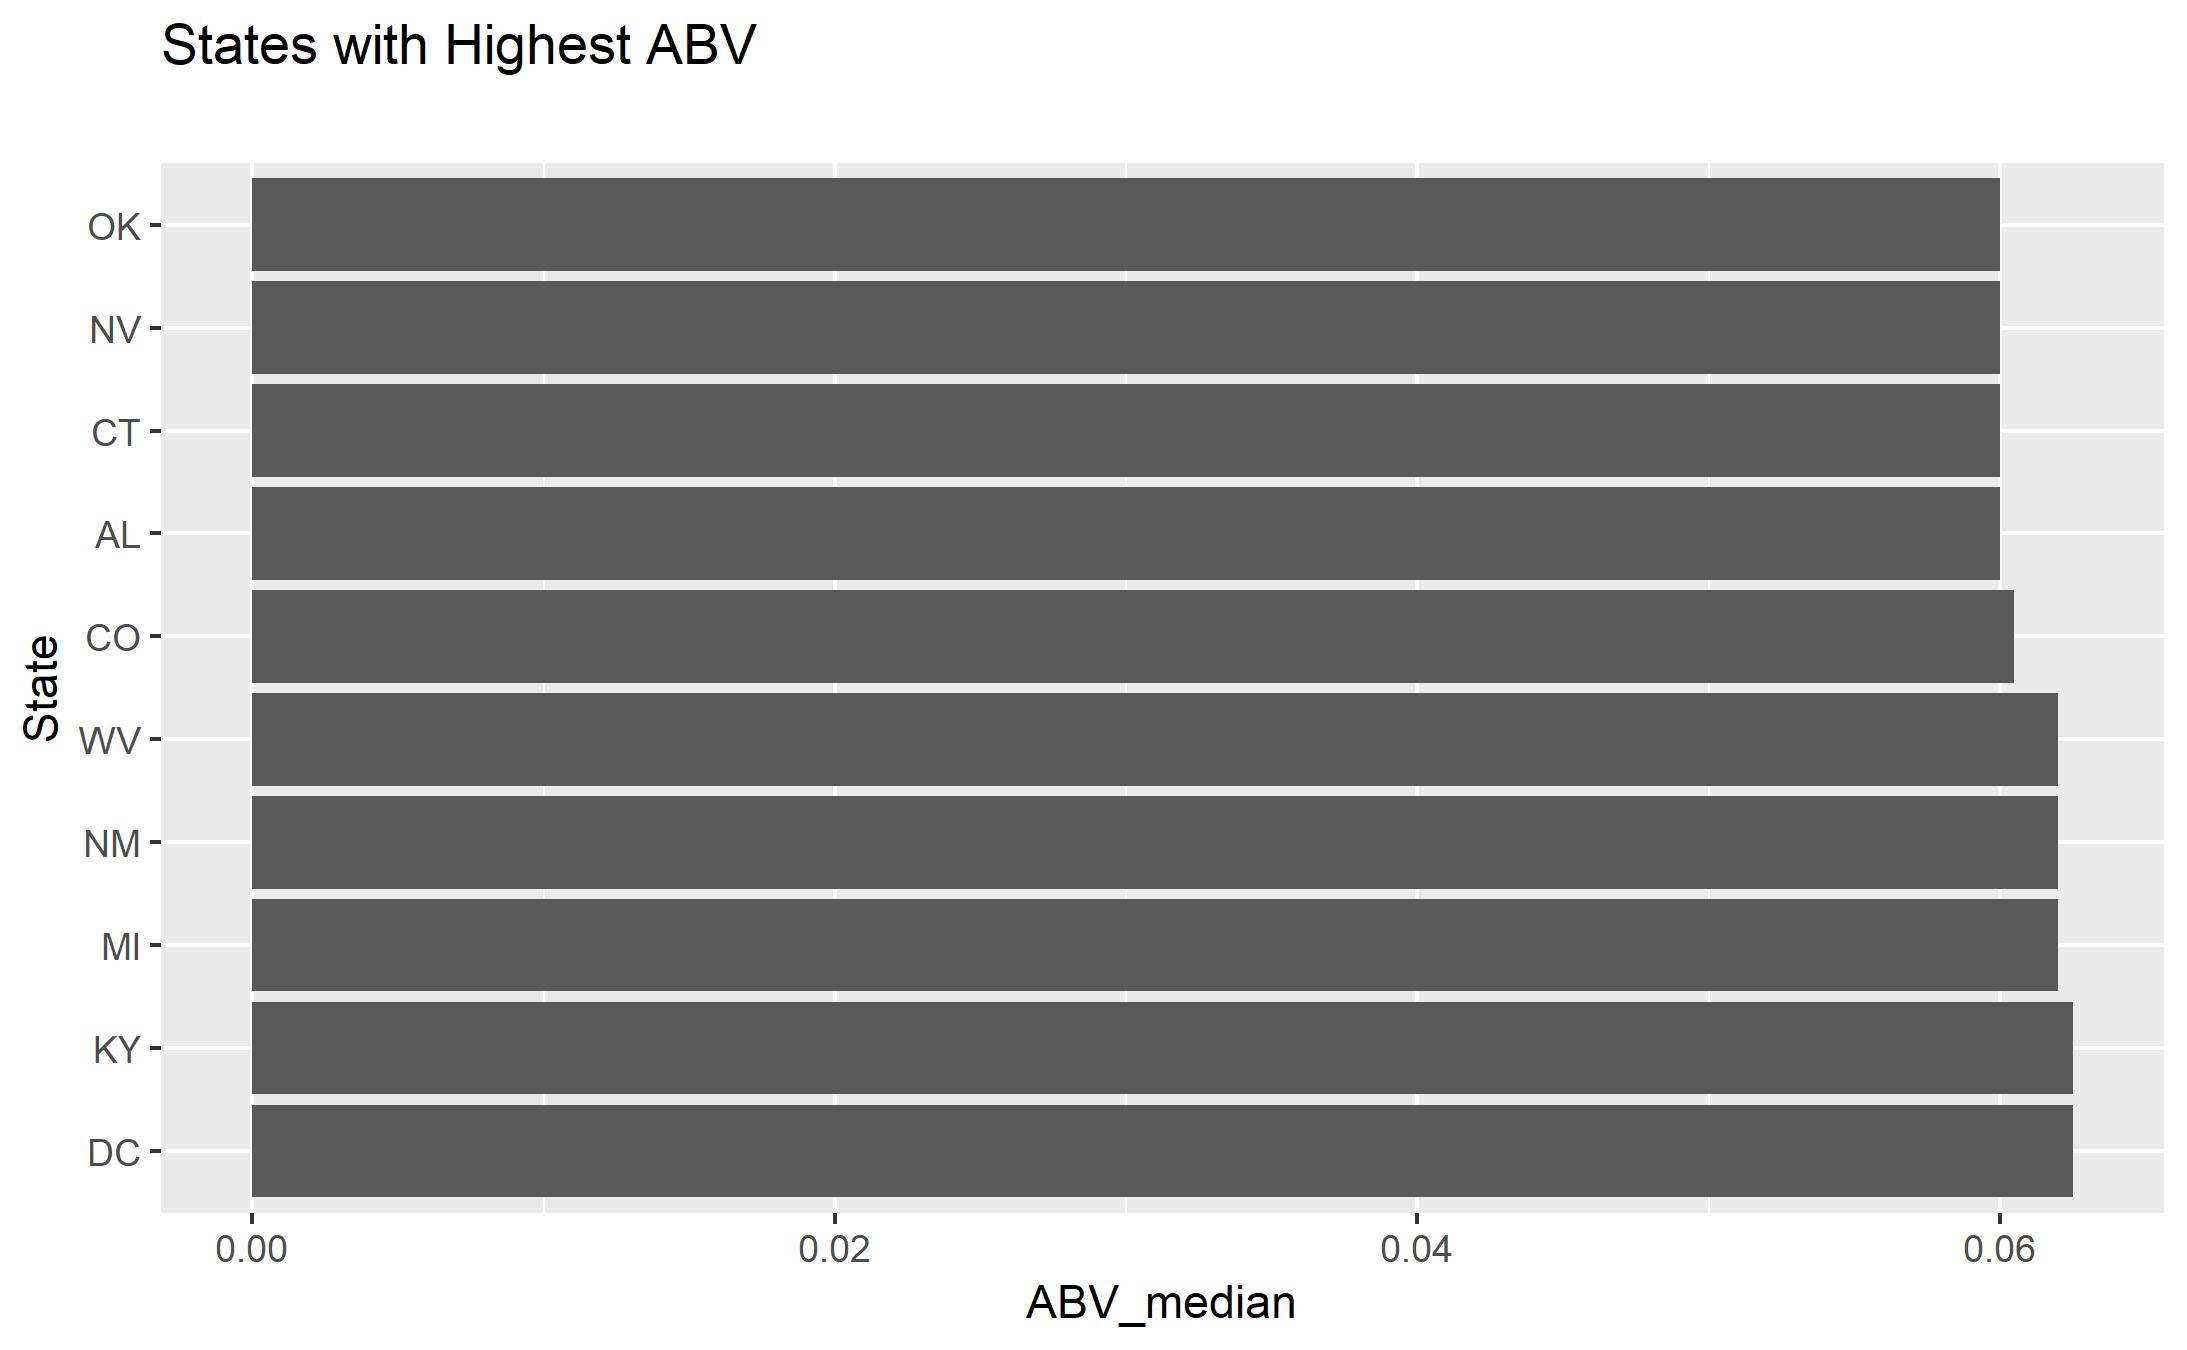 States with Highest ABV
State
OK
NV
CT
AL
CO
WV
NM
MI
KY
DC
0.00 0.02 0.04 0.06
ABV_median